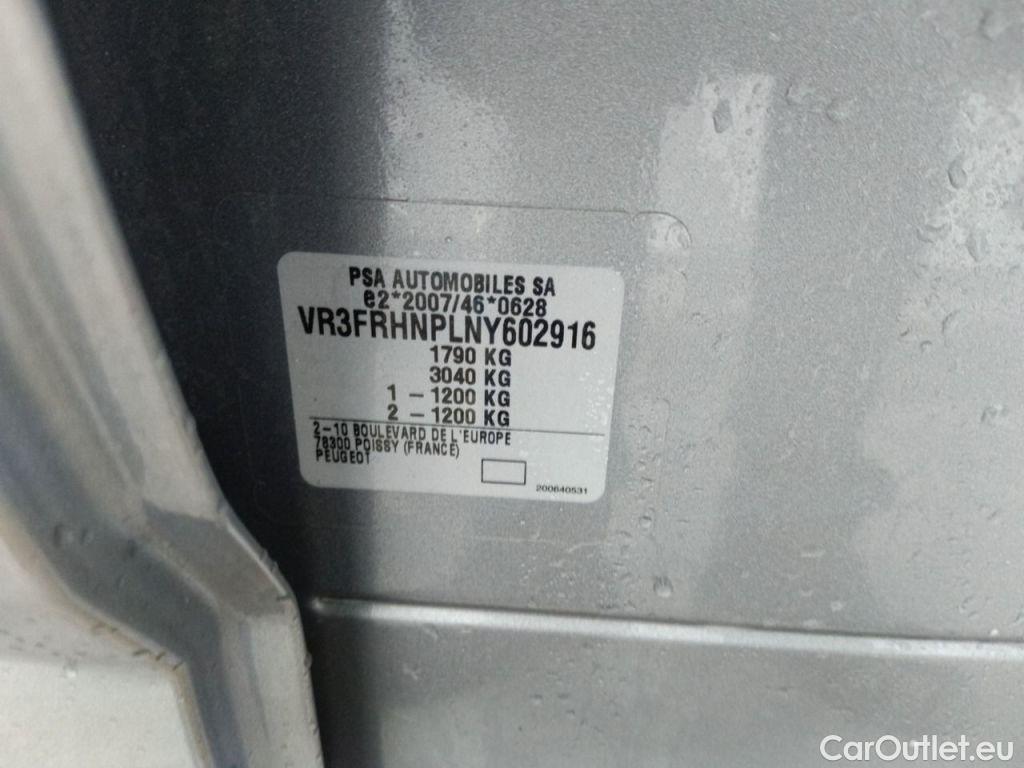 PSA AUTOMOBILES SA
e2*2007/46*0628
VR3FRHNPLNY602916
1790 KG
3040 KG
1 - 1200 KG
2 - 1200 KG
2-10 BOULEVARD DE L'EUROPE
78300 POISSY (FRANCE)
PEUGEOT
200640531
CarOutlet.eu